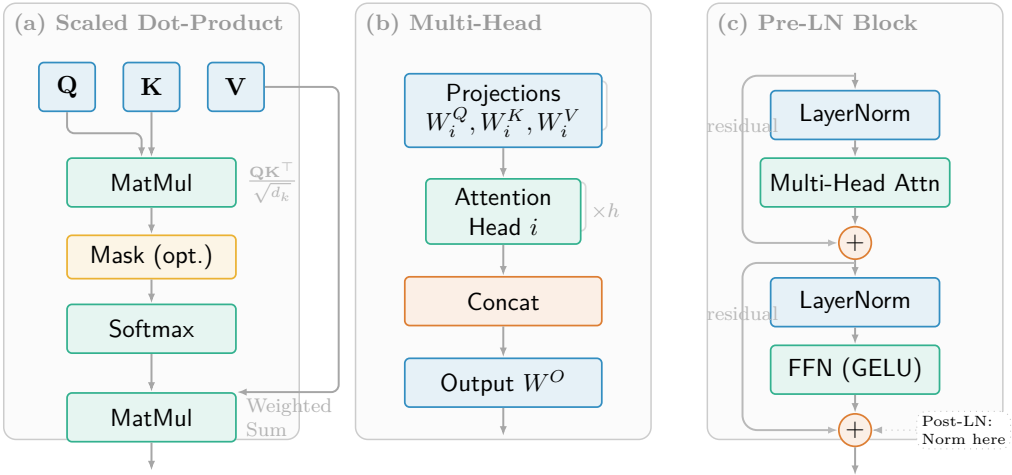 (a) Scaled Dot-Product
Q K V
MatMul
QK⊤
√dk
Mask (opt.)
Softmax
MatMul
Weighted
Sum
(b) Multi-Head
Projections
W_i^Q, W_i^K, W_i^V
Attention
Head i
×h
Concat
Output W^O
(c) Pre-LN Block
LayerNorm
residual
Multi-Head Attn
+
LayerNorm
residual
FFN (GELU)
+
Post-LN:
Norm here